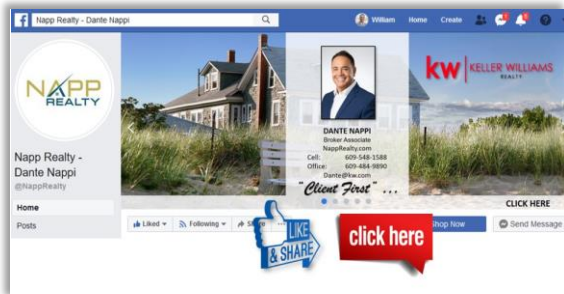 Napp Realty - Dante Nappi
William Home Create
NAPP
REALTY
kw KELLER WILLIAMS
REALTY
DANTE NAPPI
Broker Associate
NappRealty.com
Cell: 609-548-1588
Office: 609-484-9890
Dante@kw.com
"Client First" ...
Napp Realty -
Dante Nappi
@NappRealty
CLICK HERE
Home
Posts
Liked Following Share
Shop Now Send Message
LIKE
& SHARE
click here